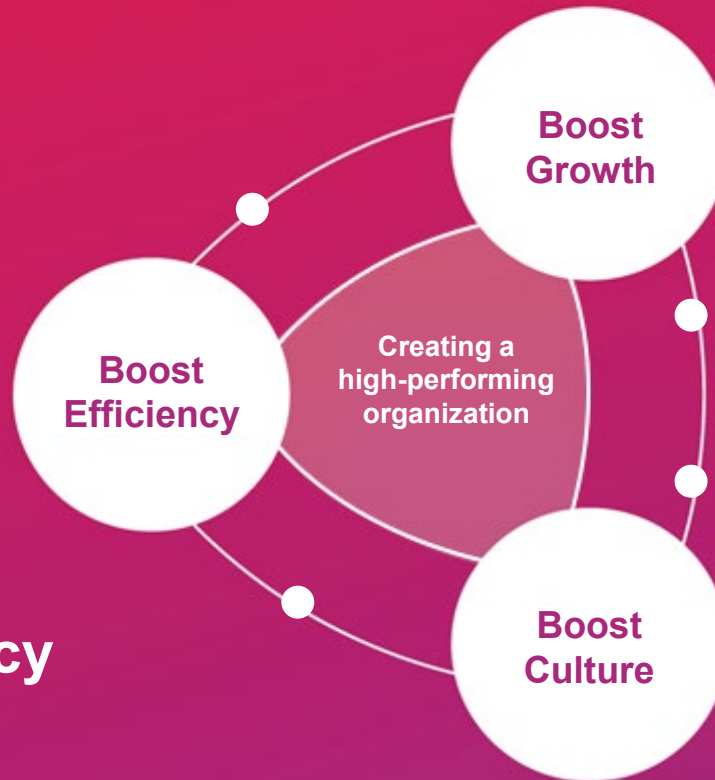 Boost
Growth
Creating a
high-performing
organization
Boost
Efficiency
Boost
Culture
cy